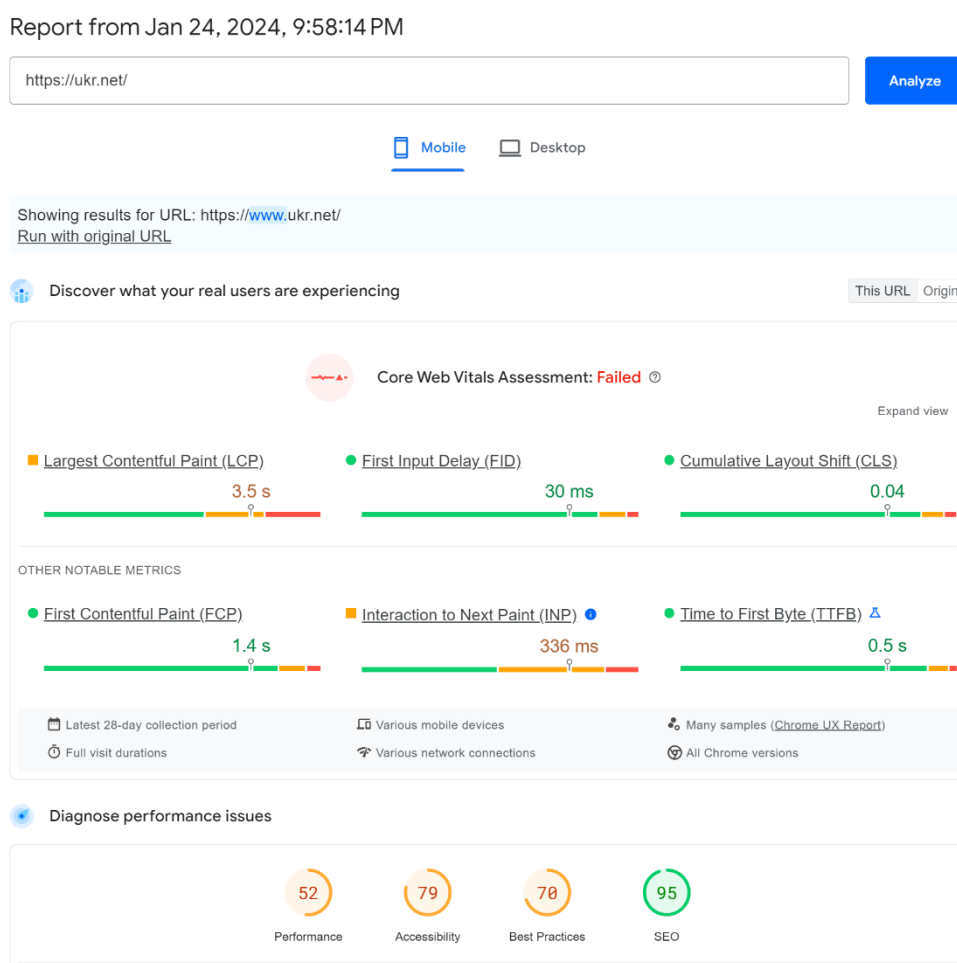 Report from Jan 24, 2024, 9:58:14 PM
https://ukr.net/
Analyze
Mobile
Desktop
Showing results for URL: https://www.ukr.net/
Run with original URL
Discover what your real users are experiencing
This URL
Origin
Core Web Vitals Assessment: Failed
Expand view
Largest Contentful Paint (LCP)
3.5 s
First Input Delay (FID)
30 ms
Cumulative Layout Shift (CLS)
0.04
OTHER NOTABLE METRICS
First Contentful Paint (FCP)
1.4 s
Interaction to Next Paint (INP)
336 ms
Time to First Byte (TTFB)
0.5 s
Latest 28-day collection period
Various mobile devices
Many samples (Chrome UX Report)
Full visit durations
Various network connections
All Chrome versions
Diagnose performance issues
52
Performance
79
Accessibility
70
Best Practices
95
SEO